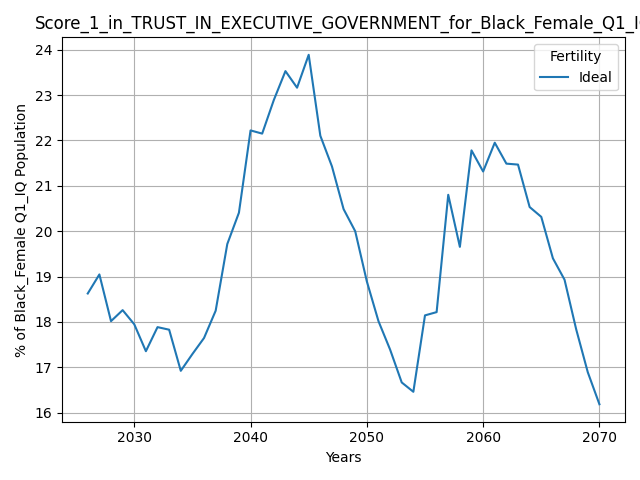 Score_1_in_TRUST_IN_EXECUTIVE_GOVERNMENT_for_Black_Female_Q1_IQ
Fertility
Ideal
24
23
22
21
20
19
18
17
16
% of Black_Female Q1_IQ Population
2030 2040 2050 2060 2070
Years